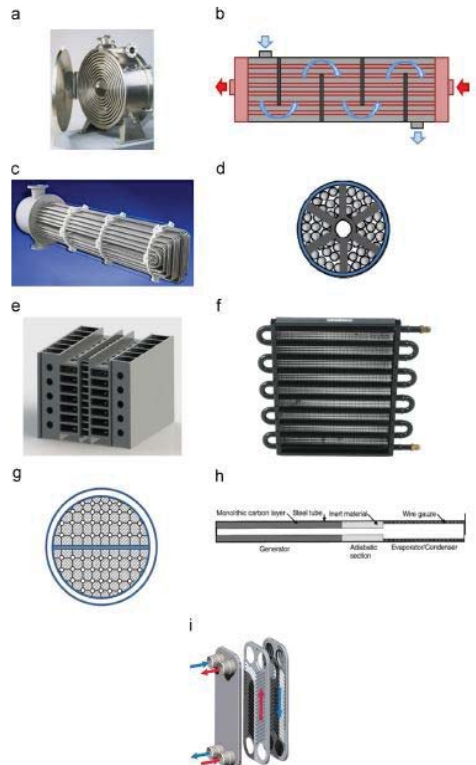 a
b
c
d
e
f
g
h
Monolithic carbon layer
Steel tube
Inert material
Wire gauze
Generator
Adiabatic
section
Evaporator/Condenser
i